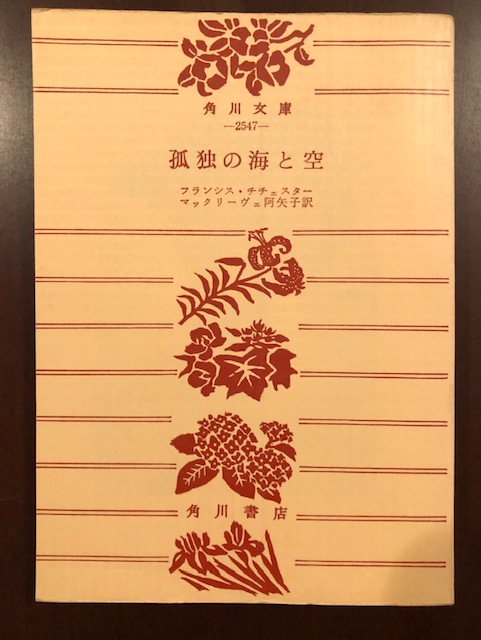 角川文庫
—2547—
孤独の海と空
フランシス・チチェスター
マックリーヴェ阿矢子訳
角川書店